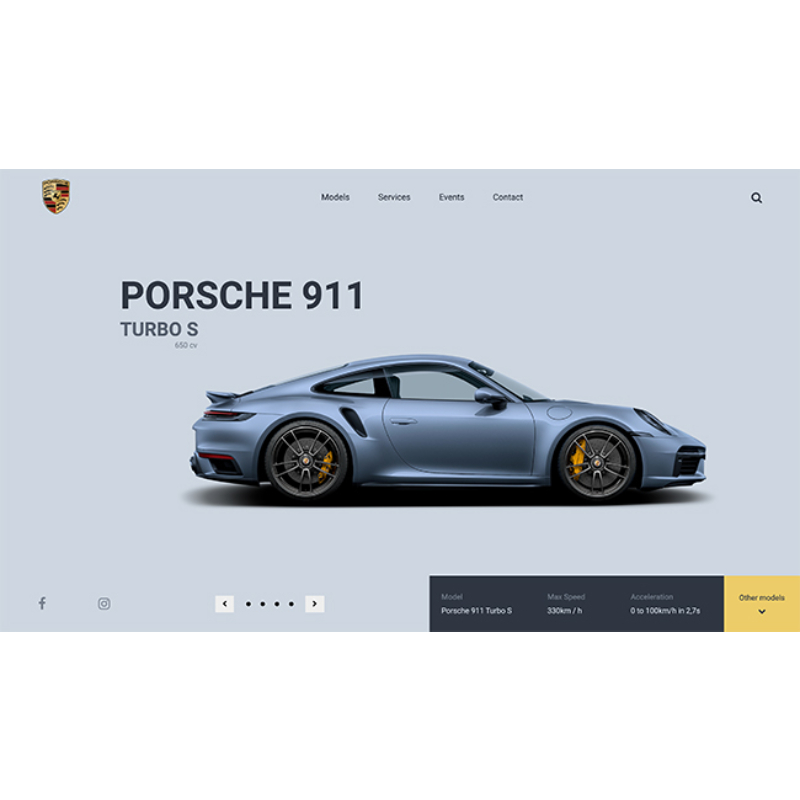 Models Services Events Contact
PORSCHE 911
TURBO S
650 cv
Model Max Speed Acceleration
Porsche 911 Turbo S 330km / h 0 to 100km/h in 2,7s
Other models